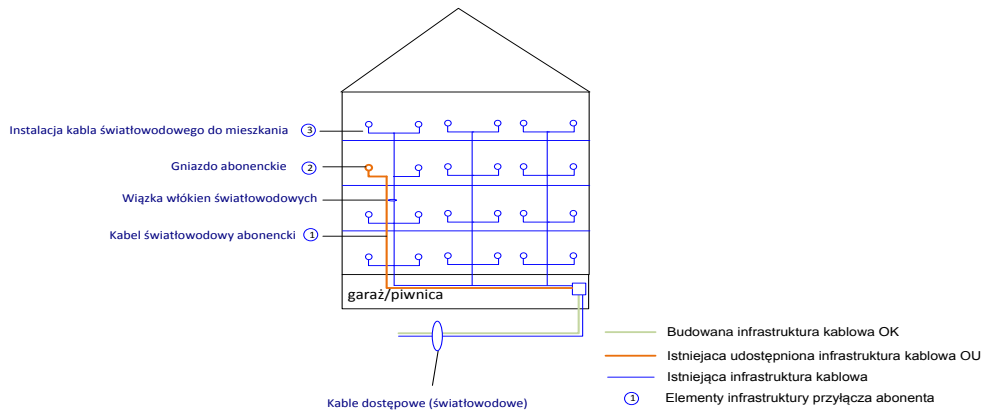 Instalacja kabla światłowodowego do mieszkania 3
Gniazdo abonenckie 2
Wiązka włókien światłowodowych
Kabel światłowodowy abonencki 1
garaż/piwnica
Budowana infrastruktura kablowa OK
Istniejaca udostępniona infrastruktura kablowa OU
Istniejąca infrastruktura kablowa
1 Elementy infrastruktury przyłącza abonenta
Kable dostępowe (światłowodowe)